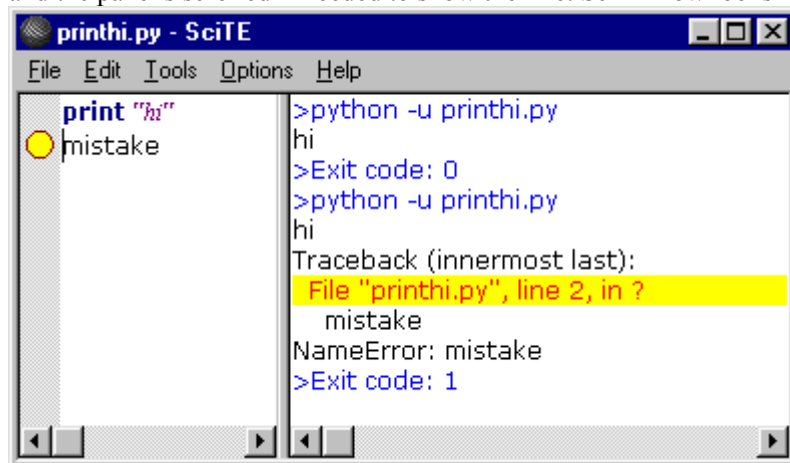 printhi.py - SciTE
File Edit Tools Options Help
print "hi"
mistake
>python -u printhi.py
hi
>Exit code: 0
>python -u printhi.py
hi
Traceback (innermost last):
File "printhi.py", line 2, in ?
mistake
NameError: mistake
>Exit code: 1